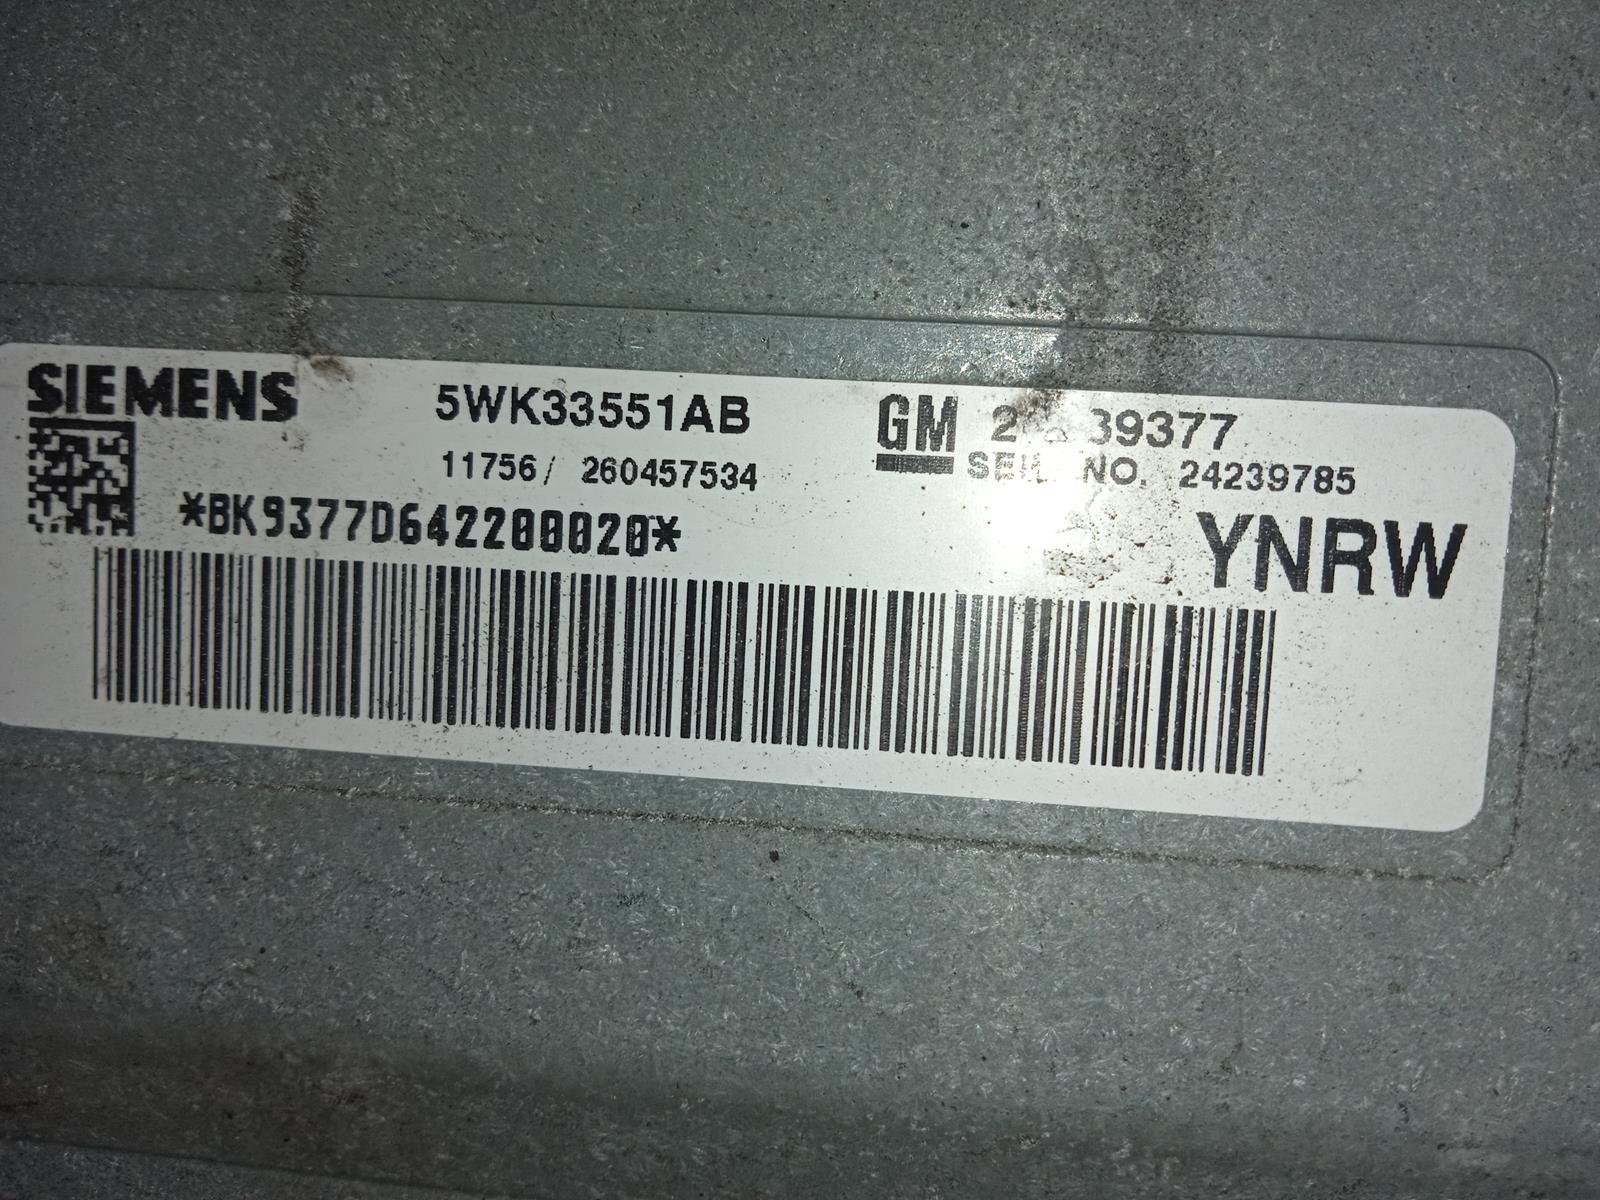 SIEMENS 5WK33551AB GM
11756/ 260457534 NO. 24239785
*BK9377D642200020*
YNRW